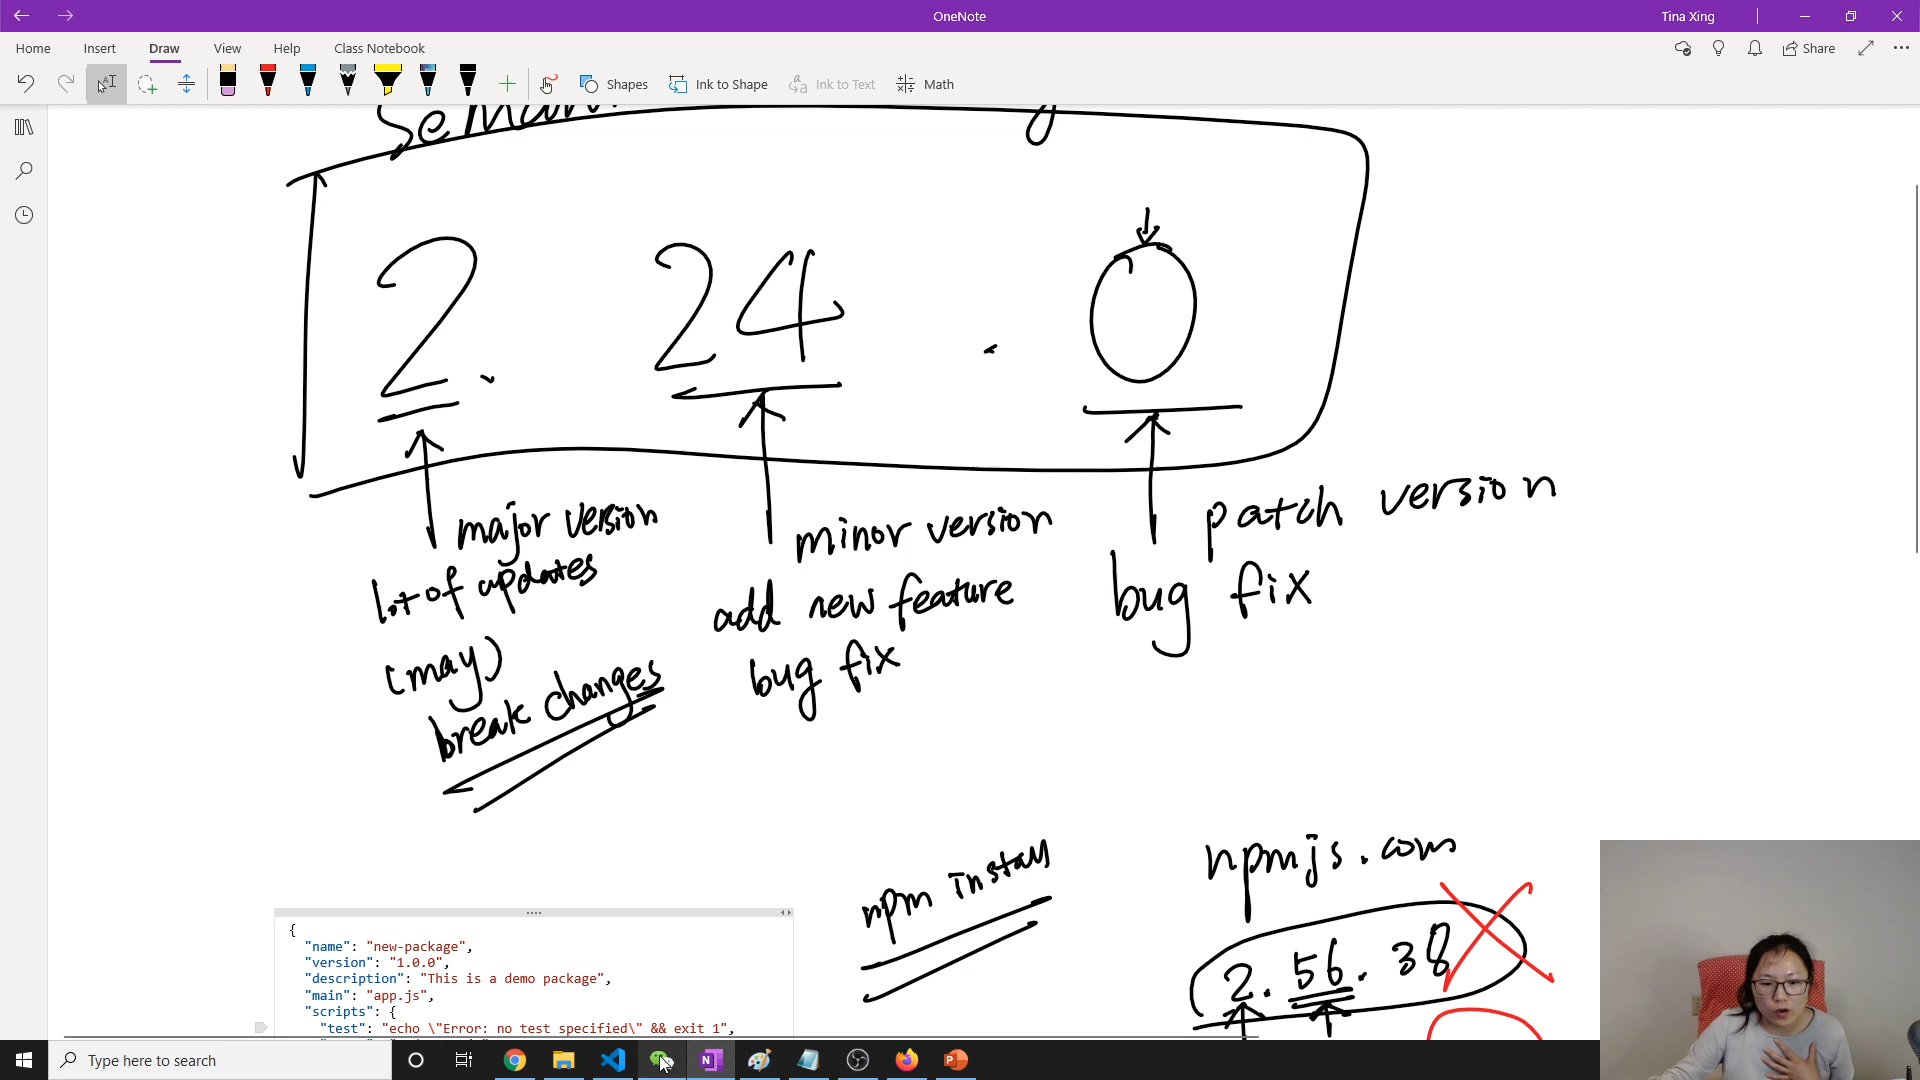 OneNote
Tina Xing
Home Insert Draw View Help Class Notebook
Share
Shapes Ink to Shape Ink to Text Math
2. 24 . 0
major version
minor version
patch version
lot of updates
add new feature
bug fix
(may)
bug fix
break changes
npm install
npmjs.com
2.56.38
{
"name": "new-package",
"version": "1.0.0",
"description": "This is a demo package",
"main": "app.js",
"scripts": {
"test": "echo \"Error: no test specified\" && exit 1",
Type here to search